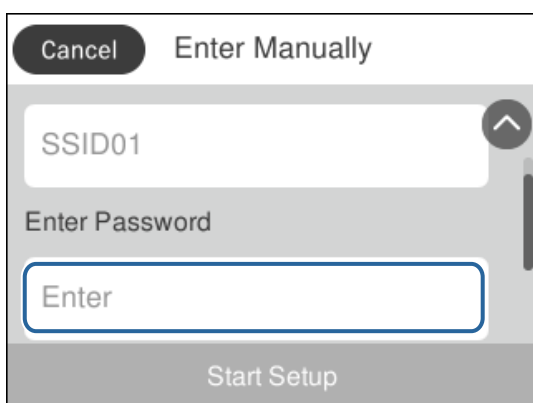 Cancel Enter Manually
SSID01
Enter Password
Enter
Start Setup